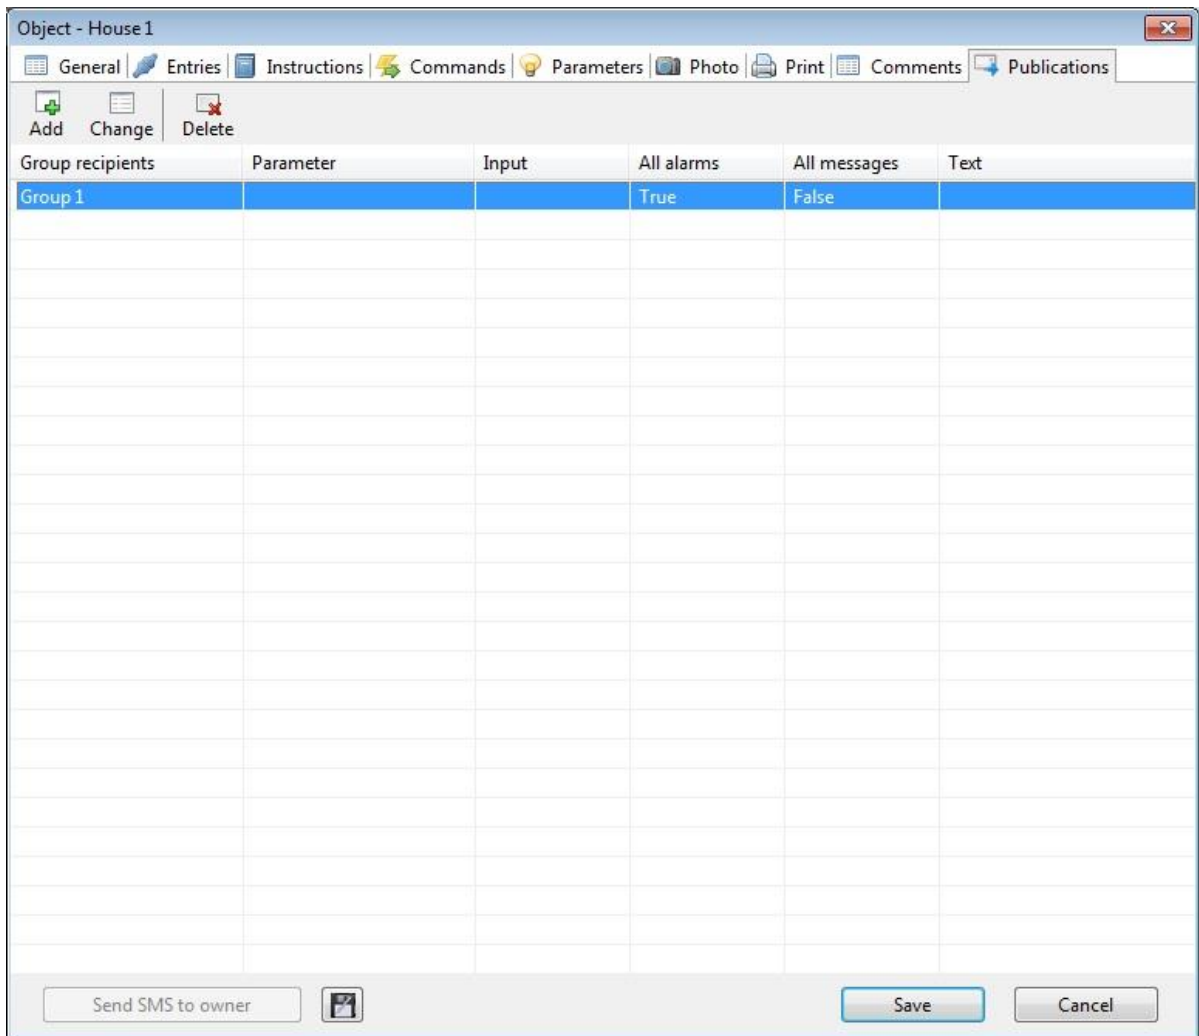 Object - House 1
General Entries Instructions Commands Parameters Photo Print Comments Publications
Add Change Delete
Group recipients Parameter Input All alarms All messages Text
Group 1 True False
Send SMS to owner Save Cancel